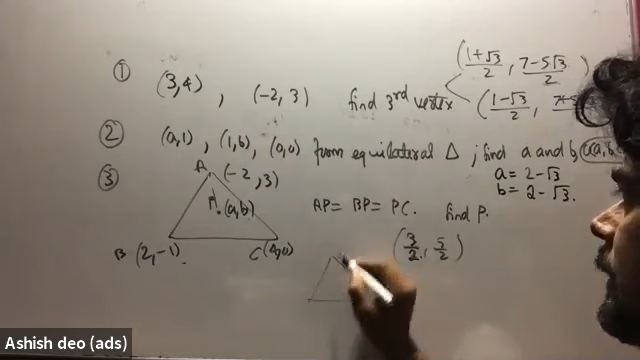 (1+√3/2, 7-5√3/2)
① (3,4), (-2,3) find 3rd vertex (1-√3/2,
② (a,1), (1,b), (0,0) from equilateral Δ, find a and b,
a = 2-√3
b = 2-√3.
③ A (-2,3)
P (a,b) AP = BP = PC. find P.
B (2,-1). C (4,0) (3/2, 5/2)
Ashish deo (ads)